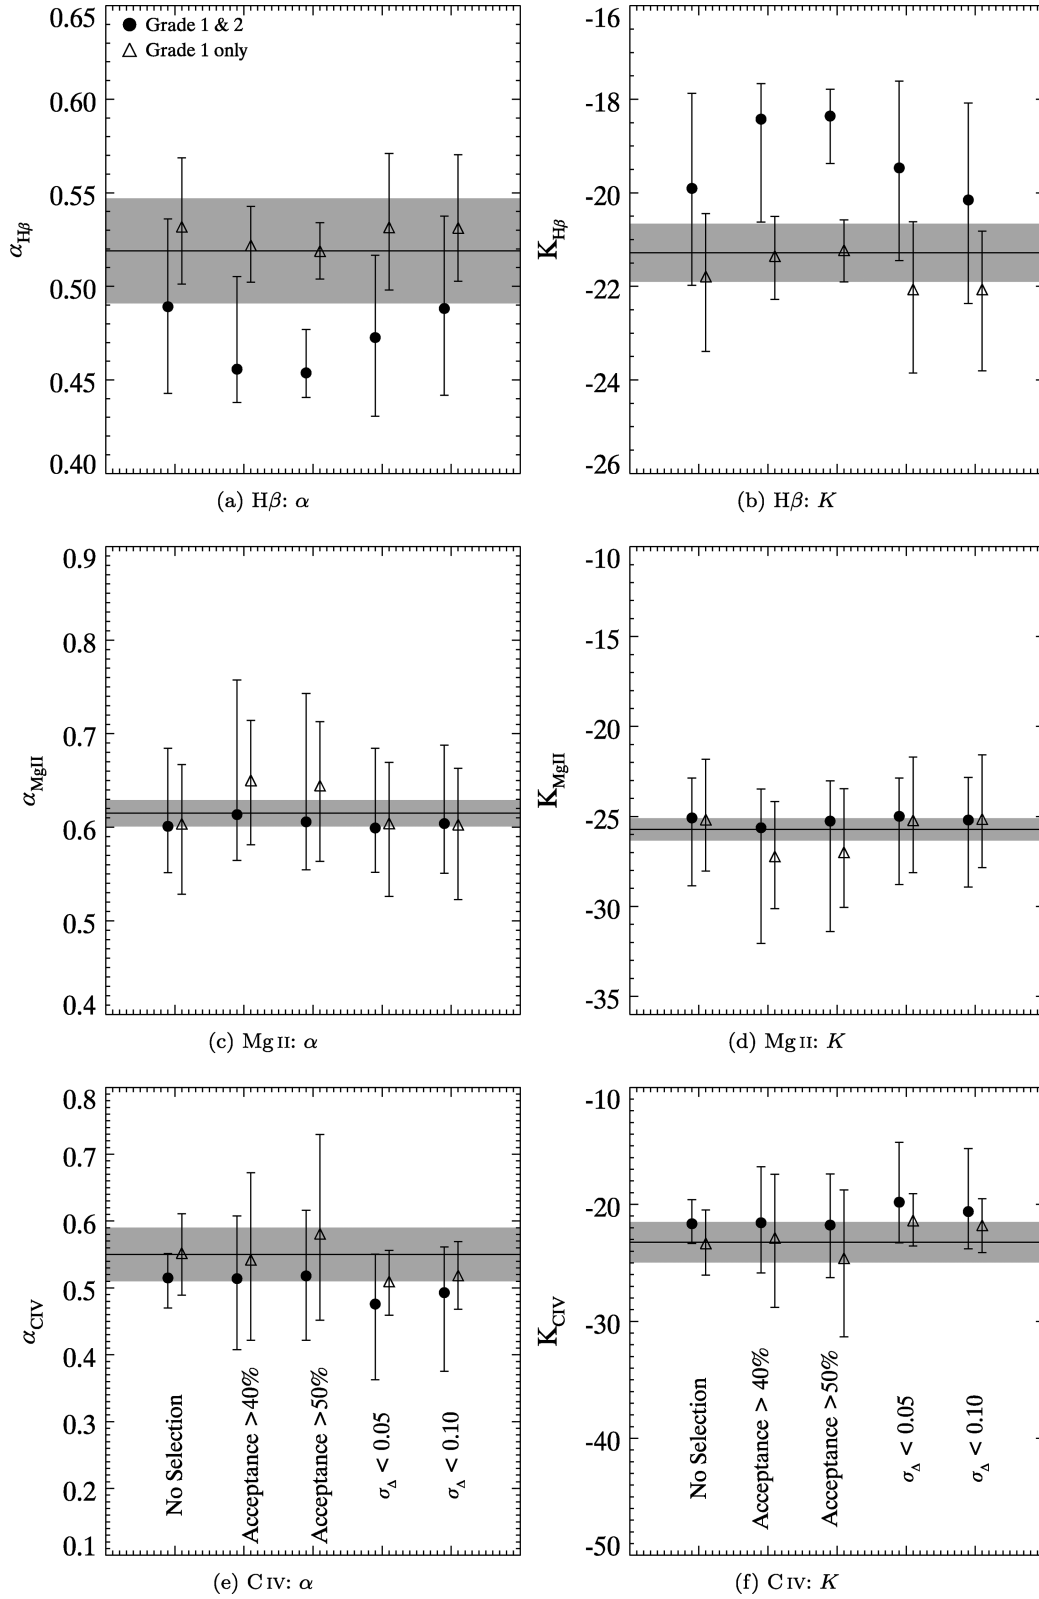 0.65
0.60
0.55
0.50
0.45
0.40
α_Hβ
Grade 1 & 2
Grade 1 only
(a) Hβ: α
-16
-18
-20
-22
-24
-26
K_Hβ
(b) Hβ: K
0.9
0.8
0.7
0.6
0.5
0.4
α_MgII
(c) Mg II: α
-10
-15
-20
-25
-30
-35
K_MgII
(d) Mg II: K
0.8
0.7
0.6
0.5
0.4
0.3
0.2
0.1
α_CIV
No Selection
Acceptance >40%
Acceptance >50%
σ_Δ < 0.05
σ_Δ < 0.10
(e) C IV: α
-10
-20
-30
-40
-50
K_CIV
No Selection
Acceptance > 40%
Acceptance >50%
σ_Δ < 0.05
σ_Δ < 0.10
(f) C IV: K